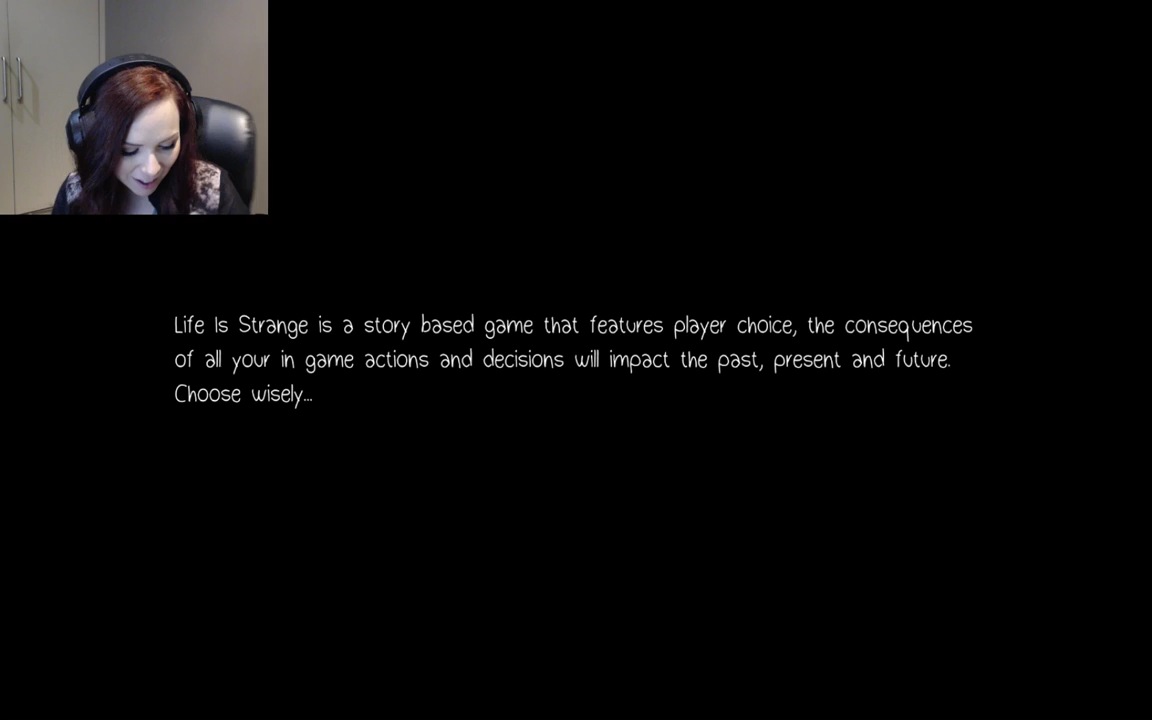 Life Is Strange is a story based game that features player choice, the consequences
of all your in game actions and decisions will impact the past, present and future.
Choose wisely...